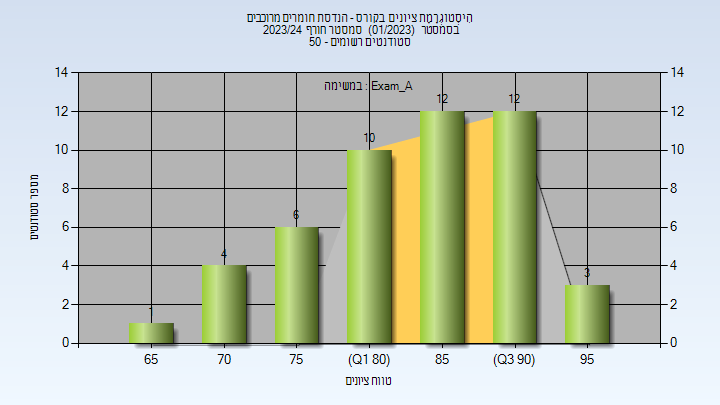 היסטוגרמת ציונים בקורס - הנדסת חומרים מרוכבים
בסמסטר (01/2023) סמסטר חורף 2023/24
סטודנטים רשומים - 50
במשימה : Exam_A
מספר סטודנטים
14 14
12 12
10 10
8 8
6 6
4 4
2 2
0 0
1 4 6 10 12 12 3
65 70 75 (Q1 80) 85 (Q3 90) 95
טווח ציונים